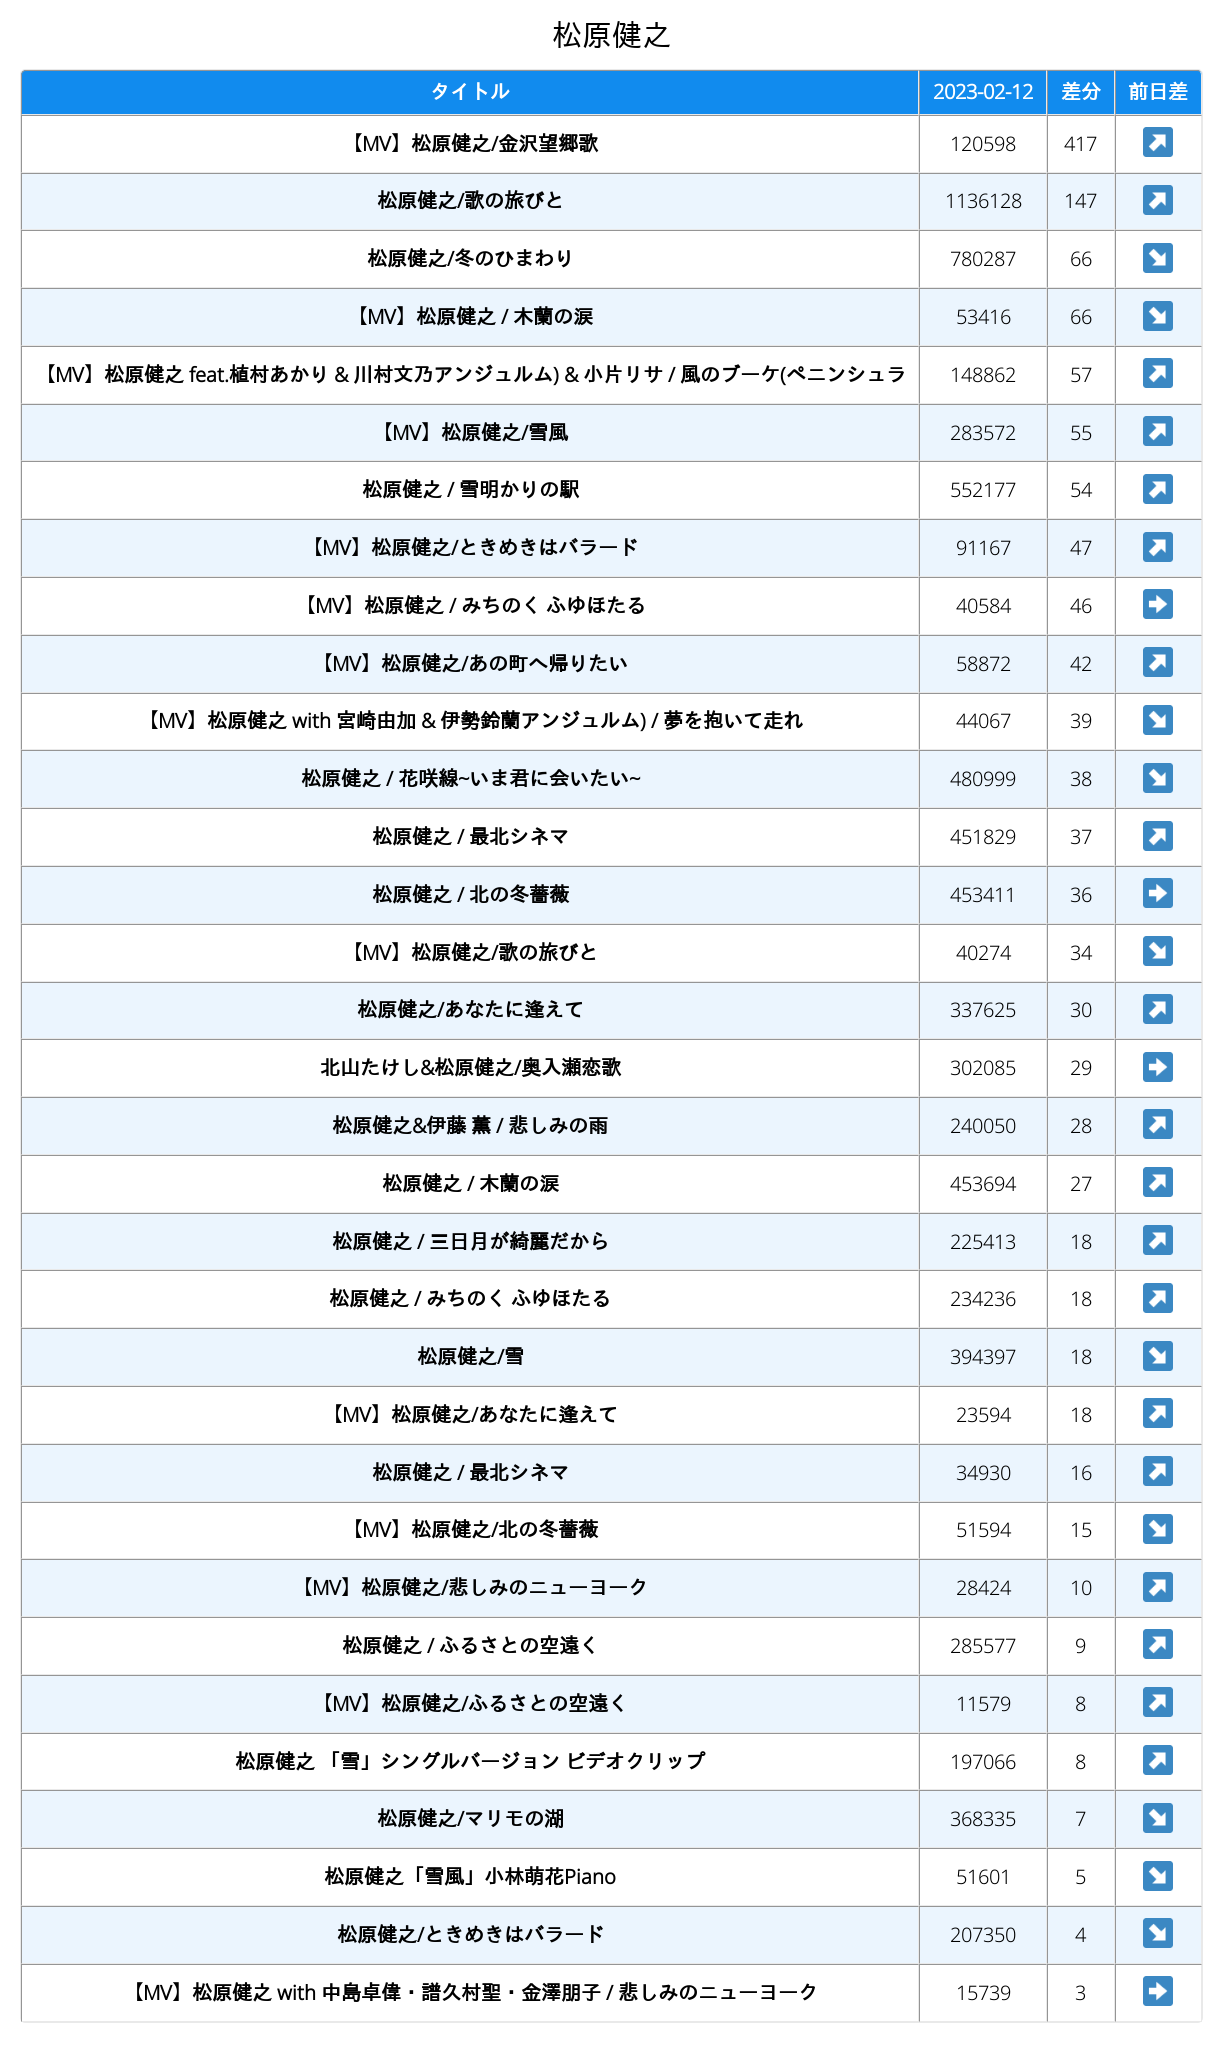 松原健之
タイトル 2023-02-12 差分 前日差
【MV】松原健之/金沢望郷歌 120598 417
松原健之/歌の旅びと 1136128 147
松原健之/冬のひまわり 780287 66
【MV】松原健之 / 木蘭の涙 53416 66
【MV】松原健之 feat.植村あかり & 川村文乃アンジュルム) & 小片リサ / 風のブーケ(ペニンシュラ 148862 57
【MV】松原健之/雪風 283572 55
松原健之 / 雪明かりの駅 552177 54
【MV】松原健之/ときめきはバラード 91167 47
【MV】松原健之 / みちのく ふゆほたる 40584 46
【MV】松原健之/あの町へ帰りたい 58872 42
【MV】松原健之 with 宮崎由加 & 伊勢鈴蘭アンジュルム) / 夢を抱いて走れ 44067 39
松原健之 / 花咲線~いま君に会いたい~ 480999 38
松原健之 / 最北シネマ 451829 37
松原健之 / 北の冬薔薇 453411 36
【MV】松原健之/歌の旅びと 40274 34
松原健之/あなたに逢えて 337625 30
北山たけし&松原健之/奥入瀬恋歌 302085 29
松原健之&伊藤 薫 / 悲しみの雨 240050 28
松原健之 / 木蘭の涙 453694 27
松原健之 / 三日月が綺麗だから 225413 18
松原健之 / みちのく ふゆほたる 234236 18
松原健之/雪 394397 18
【MV】松原健之/あなたに逢えて 23594 18
松原健之 / 最北シネマ 34930 16
【MV】松原健之/北の冬薔薇 51594 15
【MV】松原健之/悲しみのニューヨーク 28424 10
松原健之 / ふるさとの空遠く 285577 9
【MV】松原健之/ふるさとの空遠く 11579 8
松原健之 「雪」シングルバージョン ビデオクリップ 197066 8
松原健之/マリモの湖 368335 7
松原健之「雪風」小林萌花Piano 51601 5
松原健之/ときめきはバラード 207350 4
【MV】松原健之 with 中島卓偉・譜久村聖・金澤朋子 / 悲しみのニューヨーク 15739 3